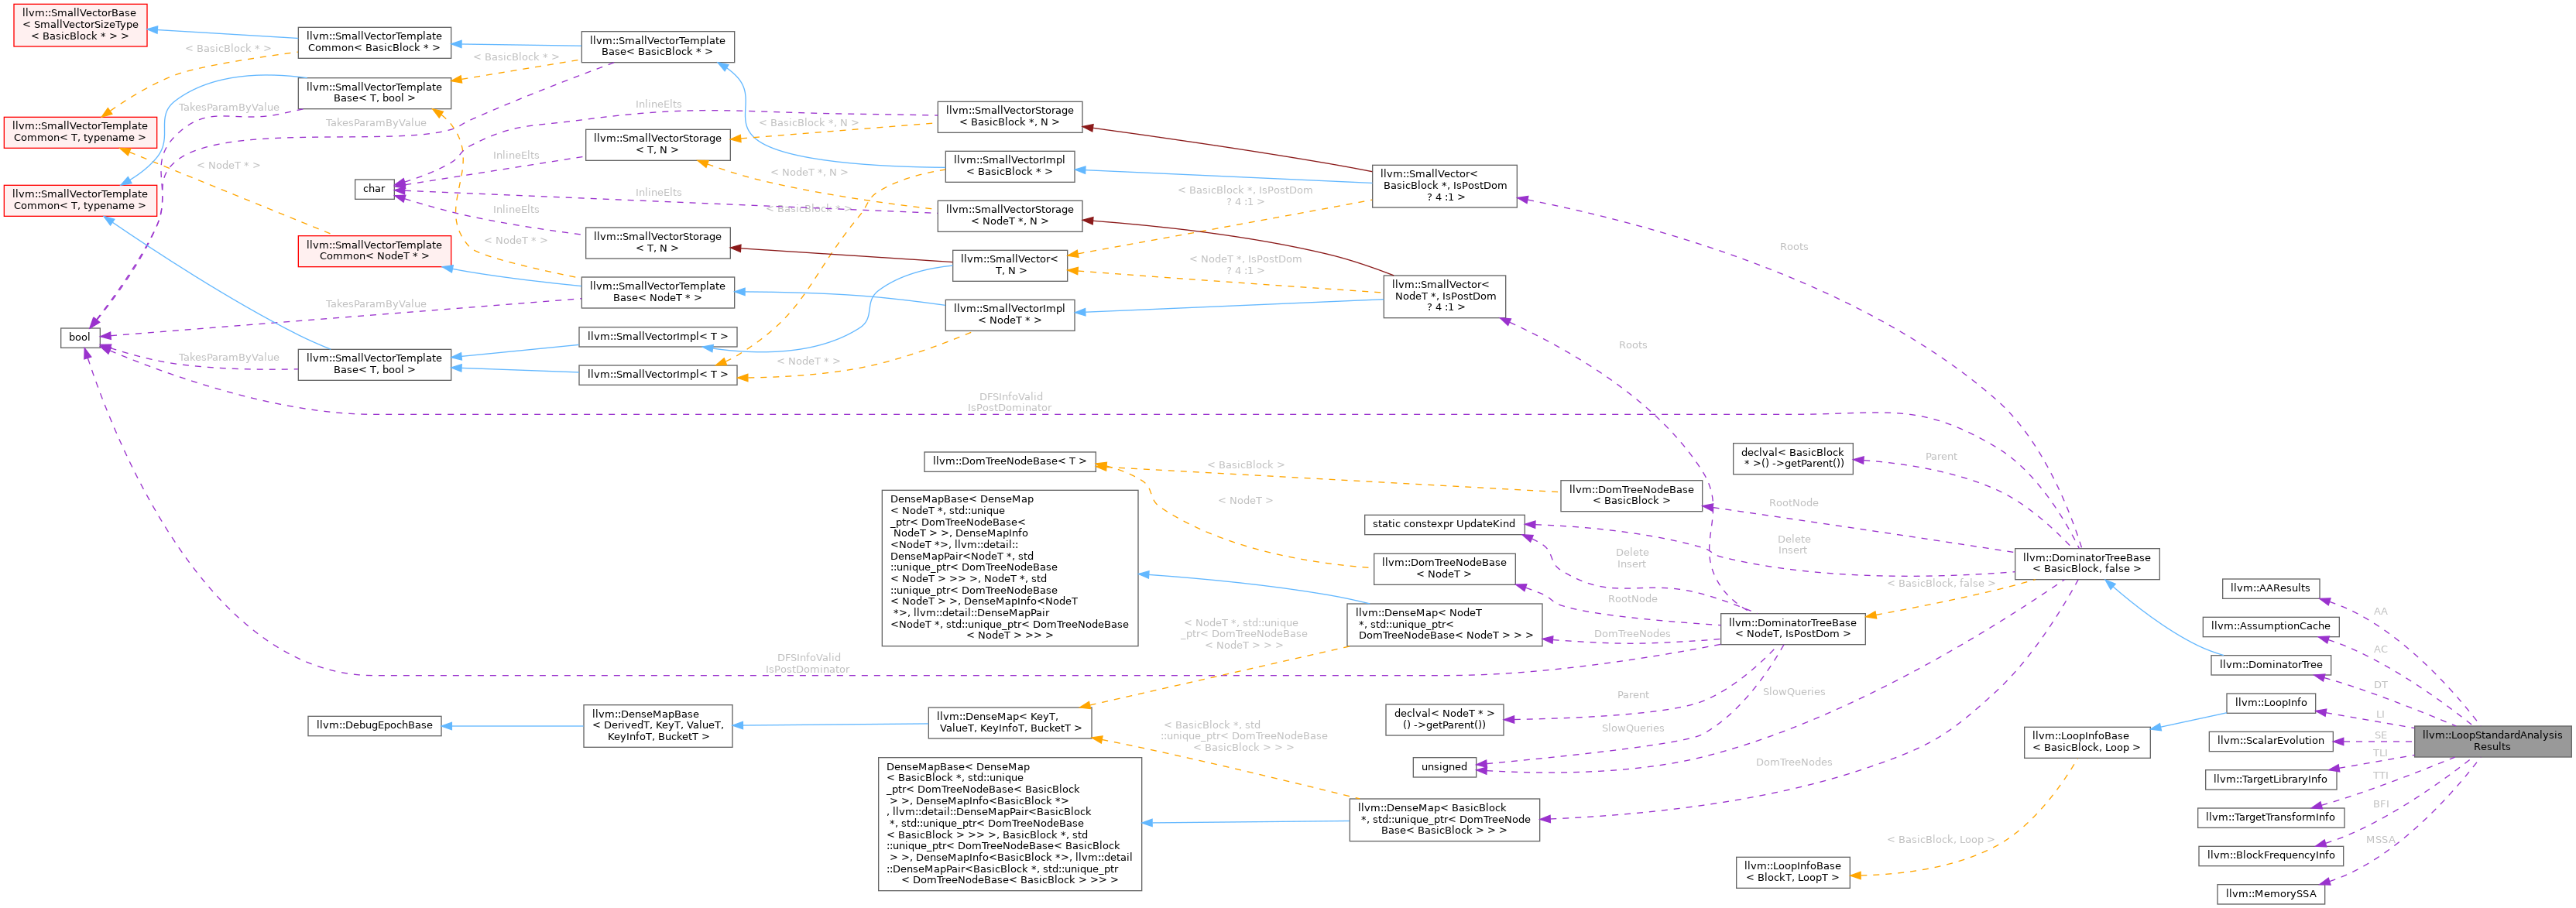 llvm::SmallVectorBase
< SmallVectorSizeType
< BasicBlock * > >
llvm::SmallVectorTemplate
Common< BasicBlock * >
llvm::SmallVectorTemplate
Base< BasicBlock * >
< BasicBlock * >
< BasicBlock * >
llvm::SmallVectorTemplate
Base< T, bool >
TakesParamByValue
TakesParamByValue
llvm::SmallVectorTemplate
Common< T, typename >
< NodeT * >
llvm::SmallVectorTemplate
Common< T, typename >
char
InlineElts
InlineElts
InlineElts
InlineElts
llvm::SmallVectorStorage
< T, N >
llvm::SmallVectorStorage
< BasicBlock *, N >
< BasicBlock *, N >
llvm::SmallVectorImpl
< BasicBlock * >
< NodeT *, N >
< BasicBlock * >
llvm::SmallVectorStorage
< NodeT *, N >
llvm::SmallVector<
BasicBlock *, IsPostDom
? 4 :1 >
< BasicBlock *, IsPostDom
? 4 :1 >
Roots
llvm::SmallVectorTemplate
Common< NodeT * >
< NodeT * >
llvm::SmallVectorStorage
< T, N >
llvm::SmallVector<
T, N >
< NodeT *, IsPostDom
? 4 :1 >
llvm::SmallVector<
NodeT *, IsPostDom
? 4 :1 >
llvm::SmallVectorTemplate
Base< NodeT * >
TakesParamByValue
llvm::SmallVectorImpl
< NodeT * >
bool
llvm::SmallVectorImpl< T >
Roots
llvm::SmallVectorTemplate
Base< T, bool >
TakesParamByValue
llvm::SmallVectorImpl< T >
< NodeT * >
DFSInfoValid
IsPostDominator
llvm::DomTreeNodeBase< T >
< BasicBlock >
< NodeT >
declval< BasicBlock
* >() ->getParent())
Parent
llvm::DomTreeNodeBase
< BasicBlock >
RootNode
static constexpr UpdateKind
Delete
Insert
Delete
Insert
DenseMapBase< DenseMap
< NodeT *, std::unique
_ptr< DomTreeNodeBase<
NodeT > >, DenseMapInfo
<NodeT *>, llvm::detail::
DenseMapPair<NodeT *, std
::unique_ptr< DomTreeNodeBase
< NodeT > >> >, NodeT *, std
::unique_ptr< DomTreeNodeBase
< NodeT > >, DenseMapInfo<NodeT
*>, llvm::detail::DenseMapPair
<NodeT *, std::unique_ptr< DomTreeNodeBase
< NodeT > >> >
llvm::DomTreeNodeBase
< NodeT >
RootNode
llvm::DominatorTreeBase
< BasicBlock, false >
< BasicBlock, false >
llvm::DenseMap< NodeT
*, std::unique_ptr<
DomTreeNodeBase< NodeT > > >
DomTreeNodes
llvm::DominatorTreeBase
< NodeT, IsPostDom >
< NodeT *, std::unique
_ptr< DomTreeNodeBase
< NodeT > > >
DFSInfoValid
IsPostDominator
llvm::AAResults
AA
llvm::AssumptionCache
AC
llvm::DominatorTree
DT
llvm::LoopInfo
LI
llvm::DebugEpochBase
llvm::DenseMapBase
< DerivedT, KeyT, ValueT,
KeyInfoT, BucketT >
llvm::DenseMap< KeyT,
ValueT, KeyInfoT, BucketT >
< BasicBlock *, std
::unique_ptr< DomTreeNodeBase
< BasicBlock > > >
declval< NodeT * >
() ->getParent())
Parent
SlowQueries
SlowQueries
unsigned
DomTreeNodes
llvm::LoopInfoBase
< BasicBlock, Loop >
llvm::ScalarEvolution
SE
llvm::LoopStandardAnalysis
Results
llvm::TargetLibraryInfo
TLI
llvm::TargetTransformInfo
TTI
llvm::BlockFrequencyInfo
BFI
llvm::MemorySSA
MSSA
DenseMapBase< DenseMap
< BasicBlock *, std::unique
_ptr< DomTreeNodeBase< BasicBlock
> >, DenseMapInfo<BasicBlock *>
, llvm::detail::DenseMapPair<BasicBlock
*, std::unique_ptr< DomTreeNodeBase
< BasicBlock > >> >, BasicBlock *, std
::unique_ptr< DomTreeNodeBase< BasicBlock
> >, DenseMapInfo<BasicBlock *>, llvm::detail
::DenseMapPair<BasicBlock *, std::unique_ptr
< DomTreeNodeBase< BasicBlock > >> >
llvm::DenseMap< BasicBlock
*, std::unique_ptr< DomTreeNode
Base< BasicBlock > > >
< BasicBlock, Loop >
llvm::LoopInfoBase
< BlockT, LoopT >